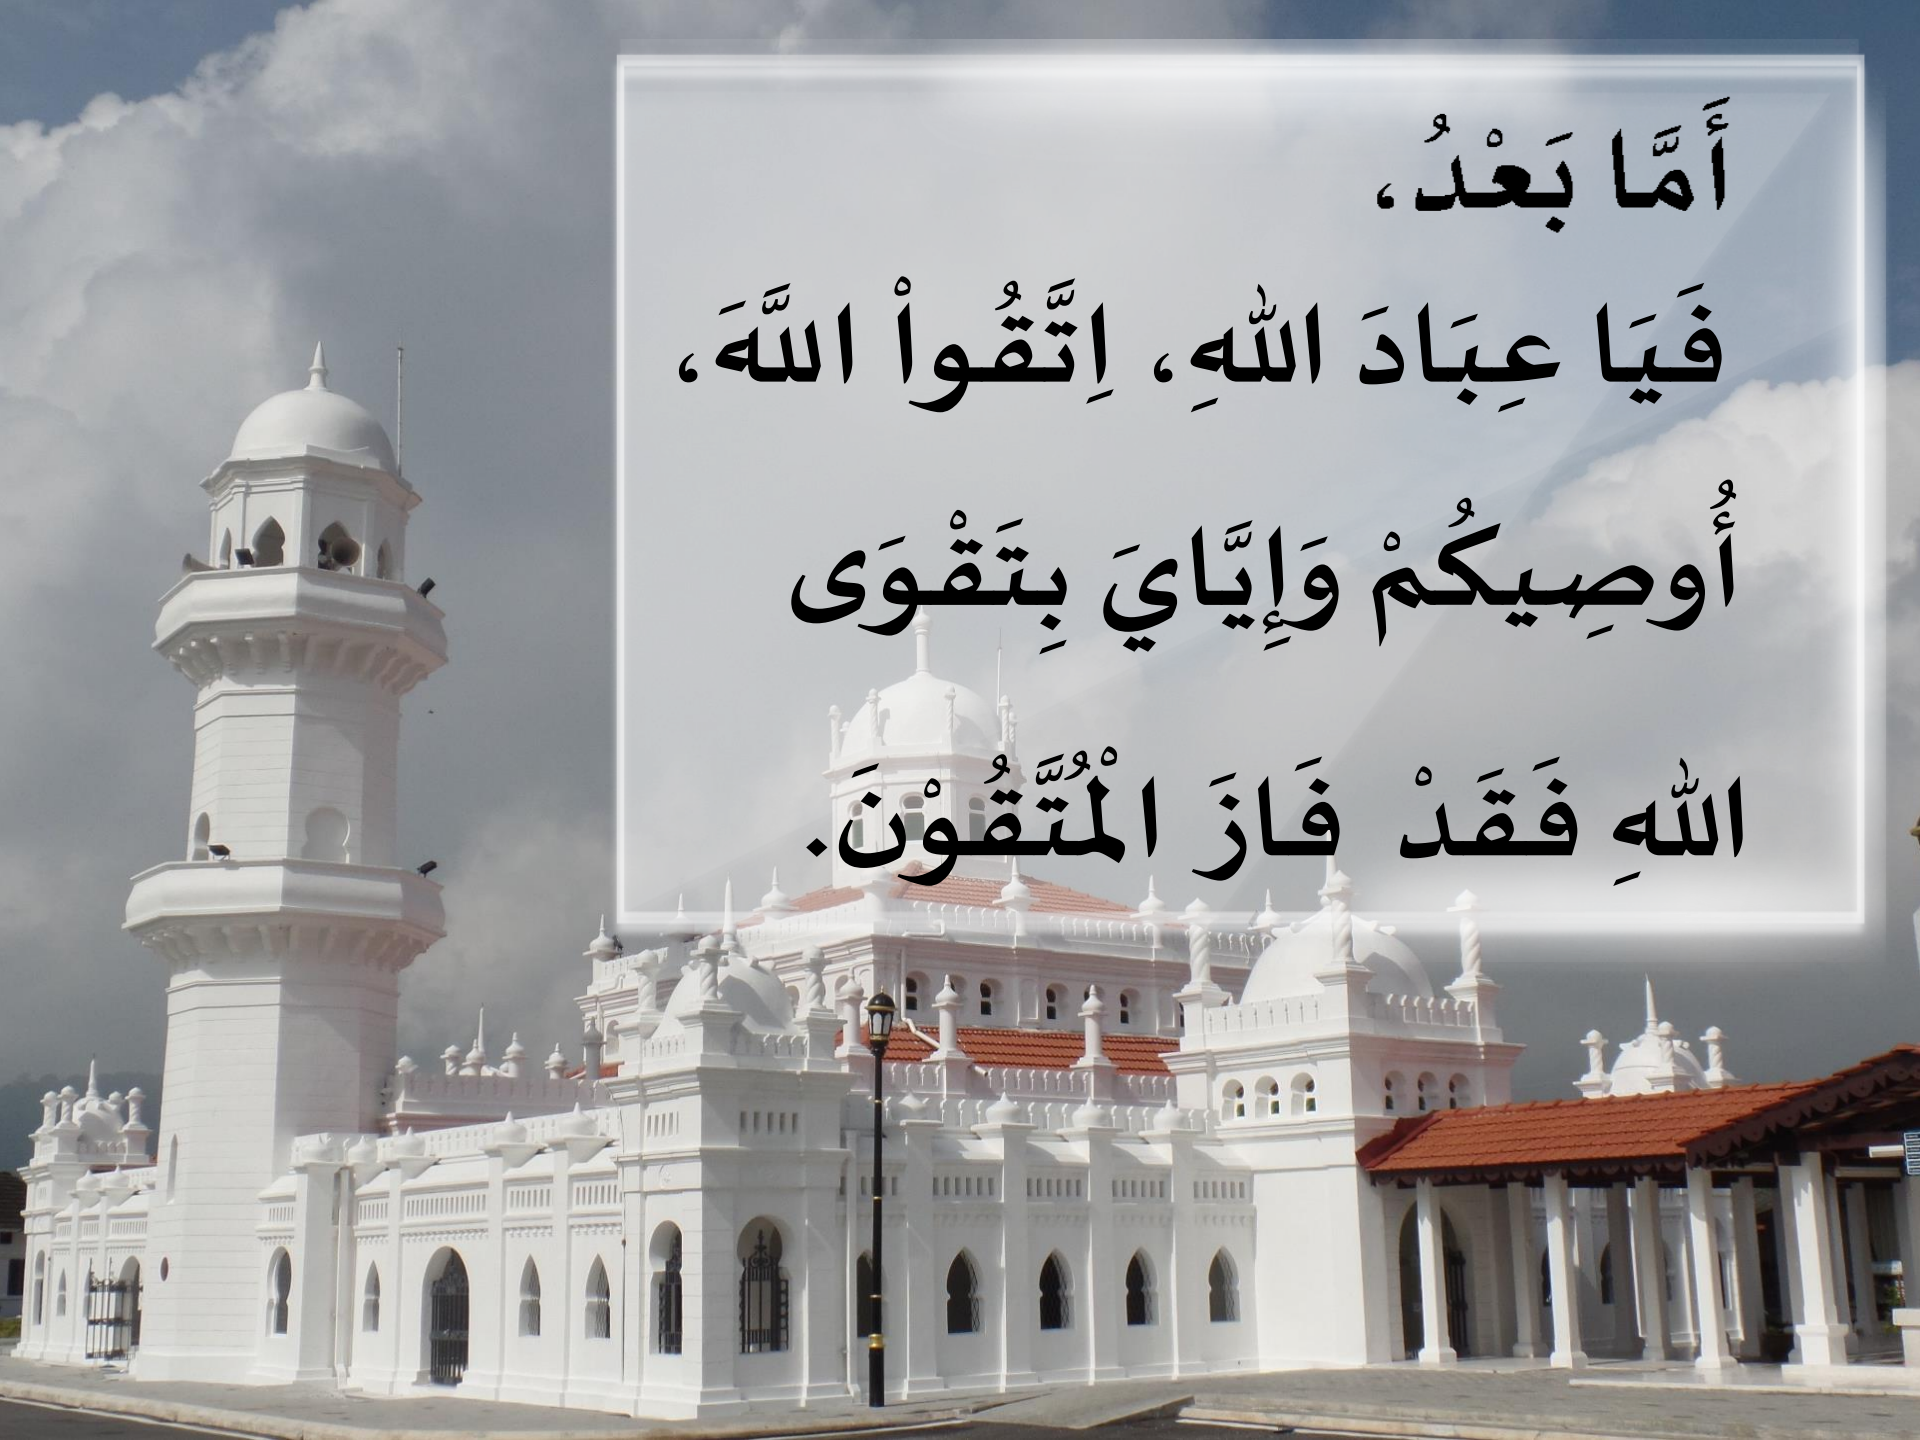 أَمَّا بَعْدُ،
فَيَا عِبَادَ اللهِ، اِتَّقُواْ اللَّهَ،
أُوصِيكُمْ وَإِيَّايَ بِتَقْوَى
اللهِ فَقَدْ فَازَ الْمُتَّقُوْنَ.